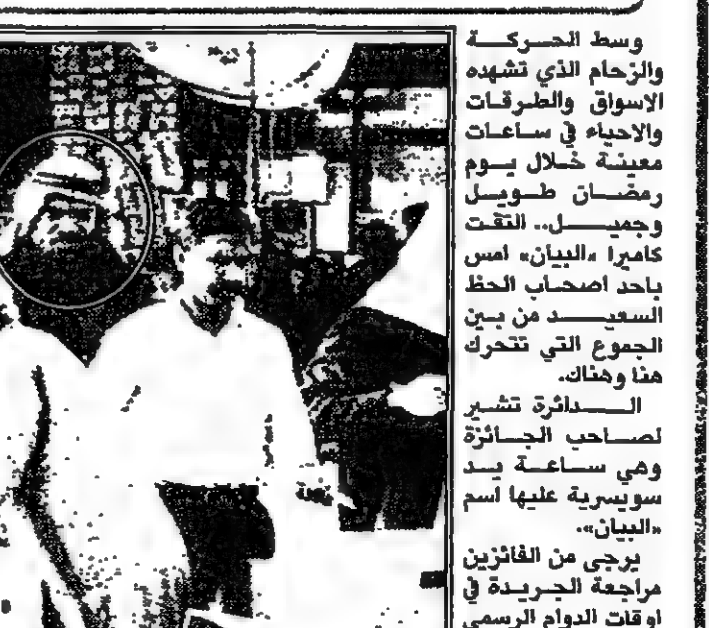 وسط الحركة
والزحام الذي تشهده
الاسواق والطرقات
والاحياء في ساعات
معينة خلال يوم
رمضان طويل
وجميل.. التقت
كاميرا «البيان» امس
باحد اصحاب الحظ
السعيد من بين
الجموع التي تتحرك
هنا وهناك.
الدائرة تشير
لصاحب الجائزة
وهي ساعة يد
سويسرية عليها اسم
«البيان».
يرجى من الفائزين
مراجعة الجريدة في
اوقات الدوام الرسمي